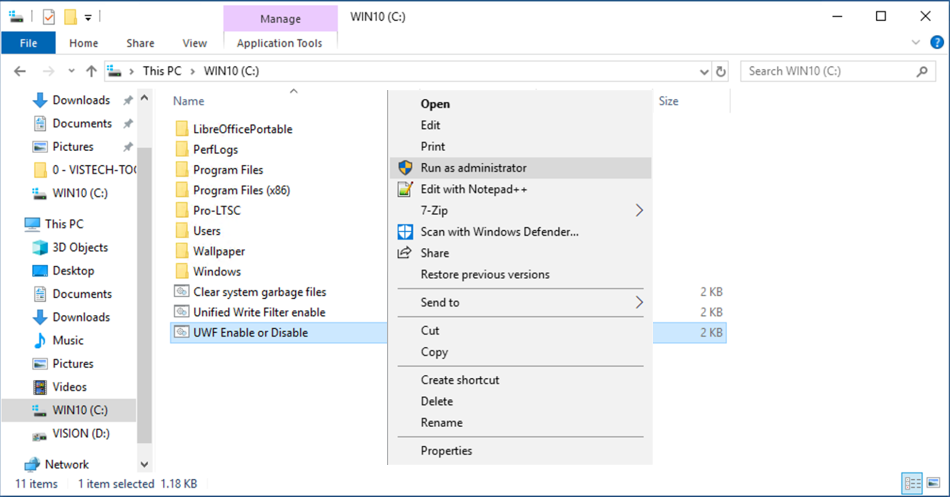 Manage
WIN10 (C:)
File
Home
Share
View
Application Tools
This PC
WIN10 (C:)
Search WIN10 (C:)
Downloads
Documents
Pictures
0 - VISTECH-TOO
WIN10 (C:)
This PC
3D Objects
Desktop
Documents
Downloads
Music
Pictures
Videos
WIN10 (C:)
VISION (D:)
Network
Name
Size
LibreOfficePortable
PerfLogs
Program Files
Program Files (x86)
Pro-LTSC
Users
Wallpaper
Windows
Clear system garbage files
2 KB
Unified Write Filter enable
2 KB
UWF Enable or Disable
2 KB
Open
Edit
Print
Run as administrator
Edit with Notepad++
7-Zip
Scan with Windows Defender...
Share
Restore previous versions
Send to
Cut
Copy
Create shortcut
Delete
Rename
Properties
11 items
1 item selected 1.18 KB